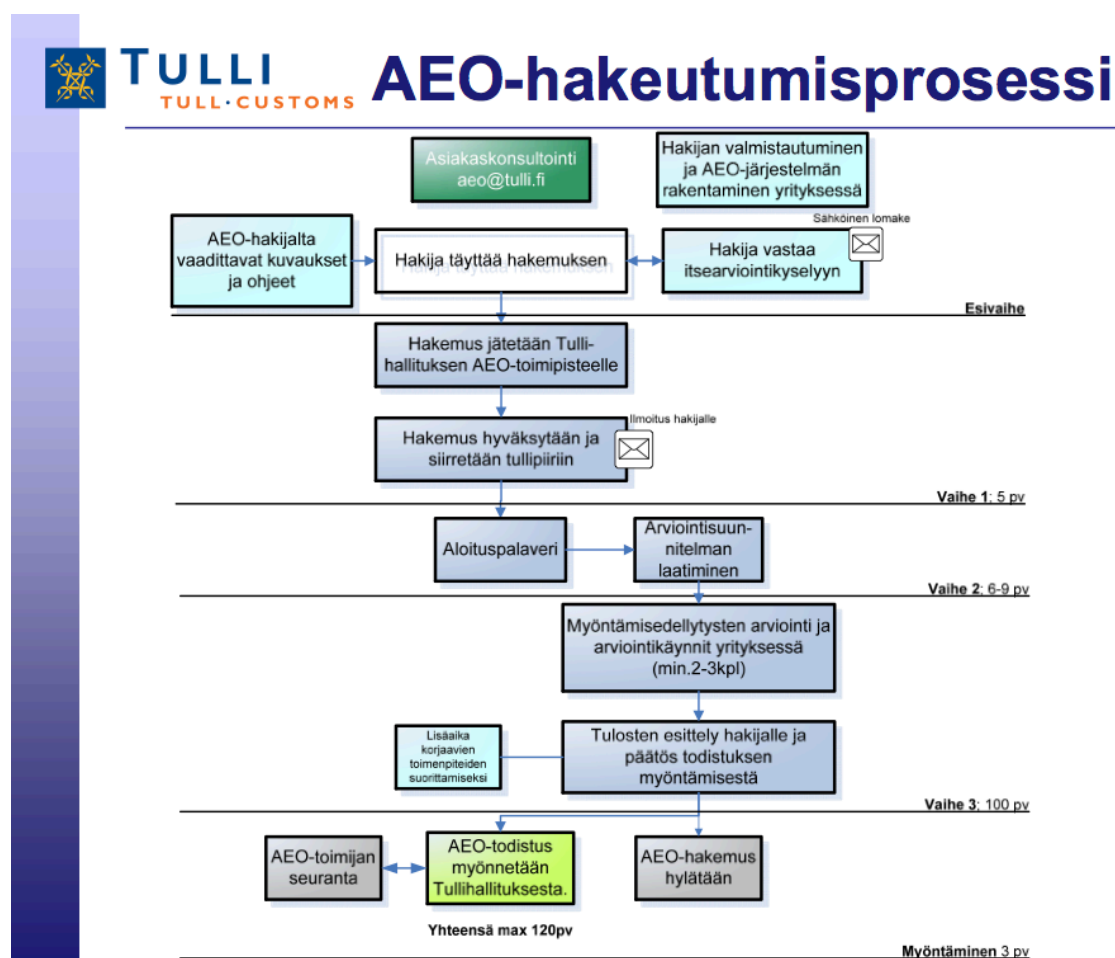 TULLI
TULL·CUSTOMS
AEO-hakeutumisprosessi
Asiakaskonsultointi
aeo@tulli.fi
Hakijan valmistautuminen
ja AEO-järjestelmän
rakentaminen yrityksessä
Sähköinen lomake
AEO-hakijalta
vaadittavat kuvaukset
ja ohjeet
Hakija täyttää hakemuksen
Hakija täyttää hakemuksen
Hakija vastaa
itsearviointikyselyyn
Esivaihe
Hakemus jätetään Tulli-
hallituksen AEO-toimipisteelle
Ilmoitus hakijalle
Hakemus hyväksytään ja
siirretään tullipiiriin
Vaihe 1; 5 pv
Aloituspalaveri
Arviointisuun-
nitelman
laatiminen
Vaihe 2; 6-9 pv
Myöntämisedellytysten arviointi ja
arviointikäynnit yrityksessä
(min.2-3kpl)
Lisäaika
korjaavien
toimenpiteiden
suorittamiseksi
Tulosten esittely hakijalle ja
päätös todistuksen
myöntämisestä
Vaihe 3; 100 pv
AEO-toimijan
seuranta
AEO-todistus
myönnetään
Tullihallituksesta.
AEO-hakemus
hylätään
Yhteensä max 120pv
Myöntäminen 3 pv